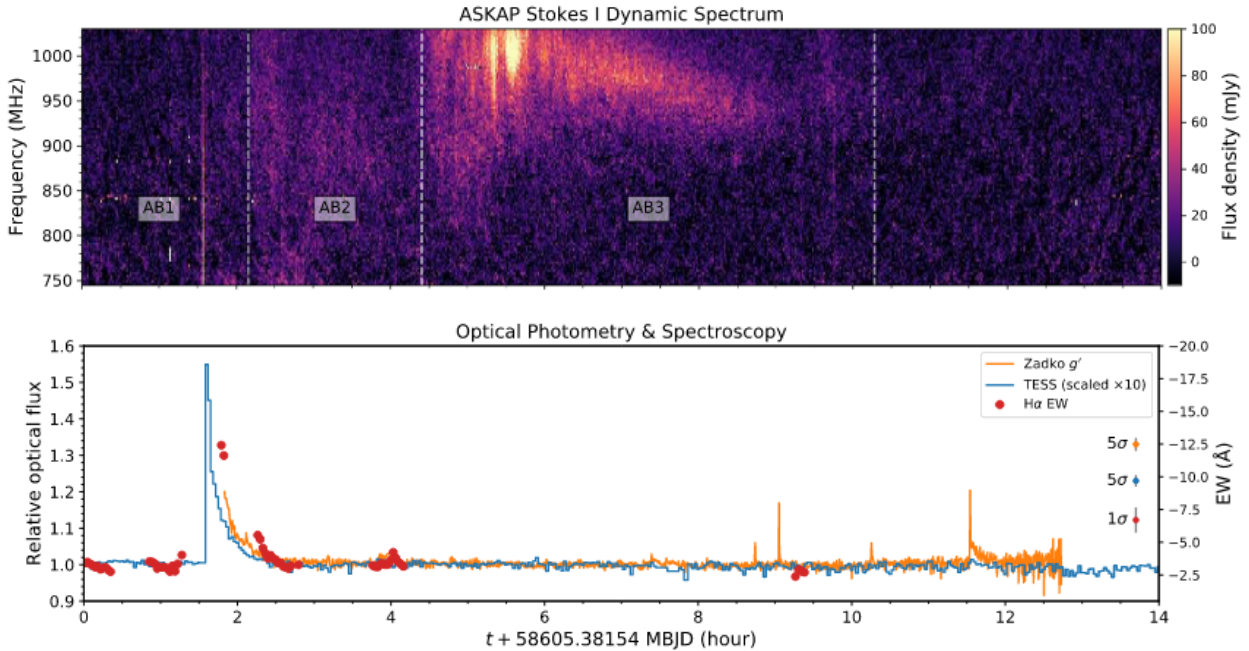 ASKAP Stokes I Dynamic Spectrum
Frequency (MHz)
1000
950
900
850
800
750
AB1
AB2
AB3
100
80
60
40
20
0
Flux density (mJy)
Optical Photometry & Spectroscopy
Relative optical flux
1.6
1.5
1.4
1.3
1.2
1.1
1.0
0.9
Zadko g′
TESS (scaled ×10)
Hα EW
5σ
5σ
1σ
−20.0
−17.5
−15.0
−12.5
−10.0
−7.5
−5.0
−2.5
EW (Å)
0 2 4 6 8 10 12 14
t + 58605.38154 MBJD (hour)